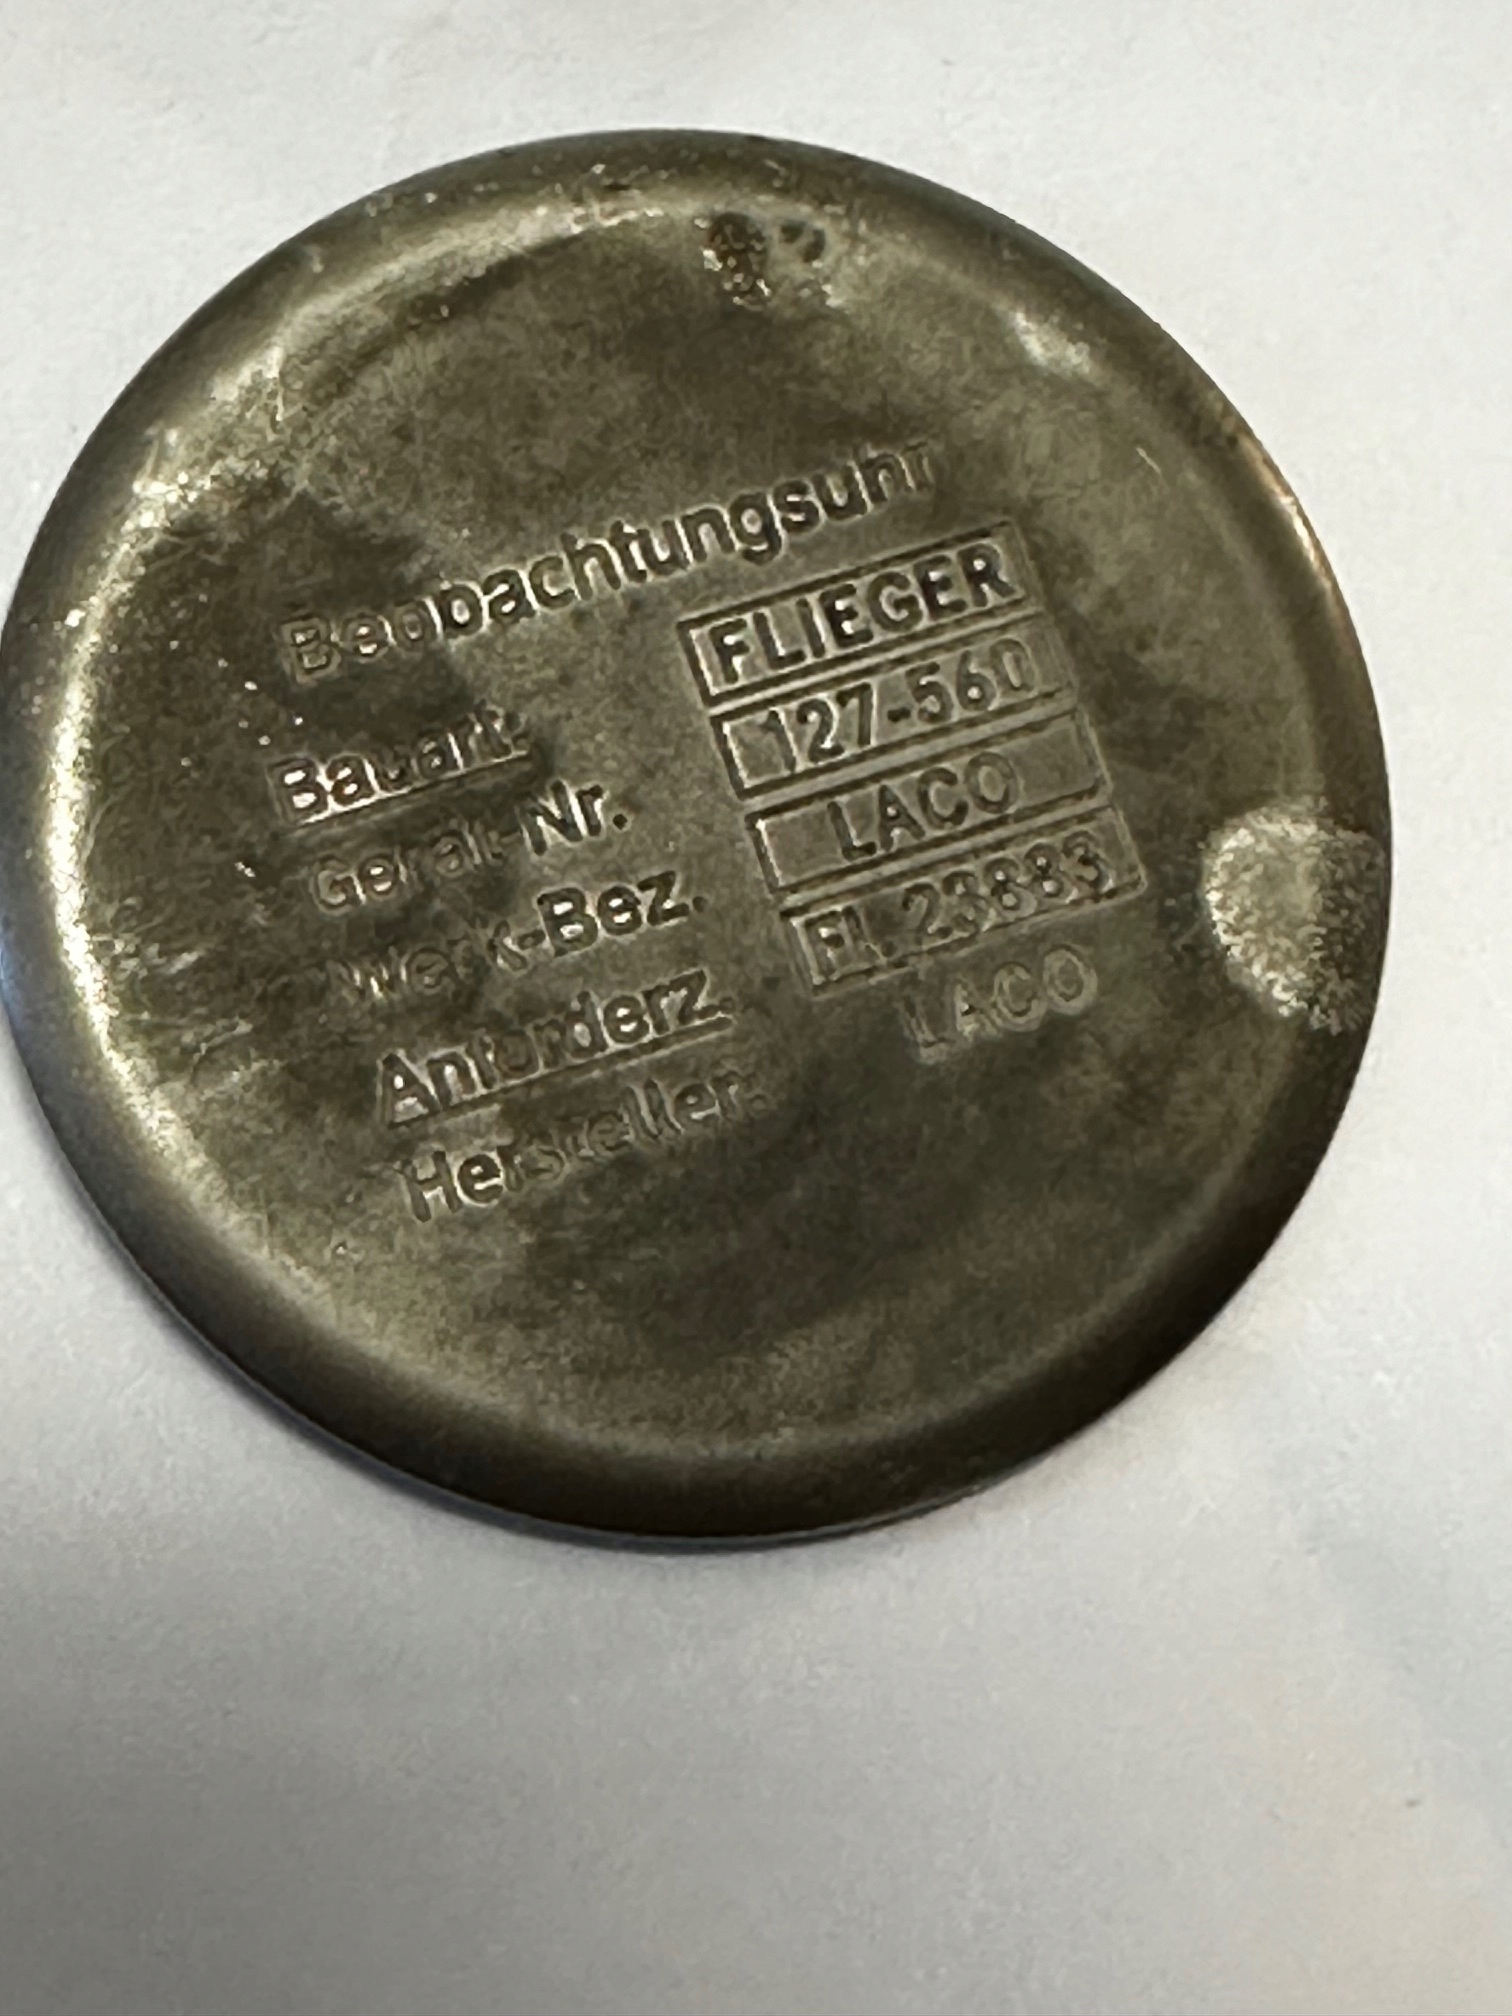 Beobachtungsuhr
Bauart: FLIEGER
Gerät-Nr. 127-560
Werk-Bez. LACO
Anforderz. FL 23883
Hersteller: LACO